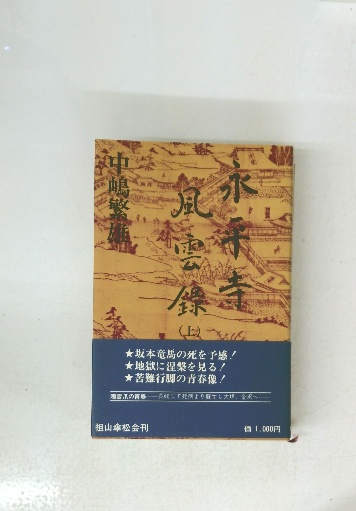 永平寺
風雲録
(上)
中嶋繁雄
★坂本竜馬の死を予感!
★地獄に涅槃を見る!
★苦難行脚の青春像!
祖山傘松会刊
価 1,000円